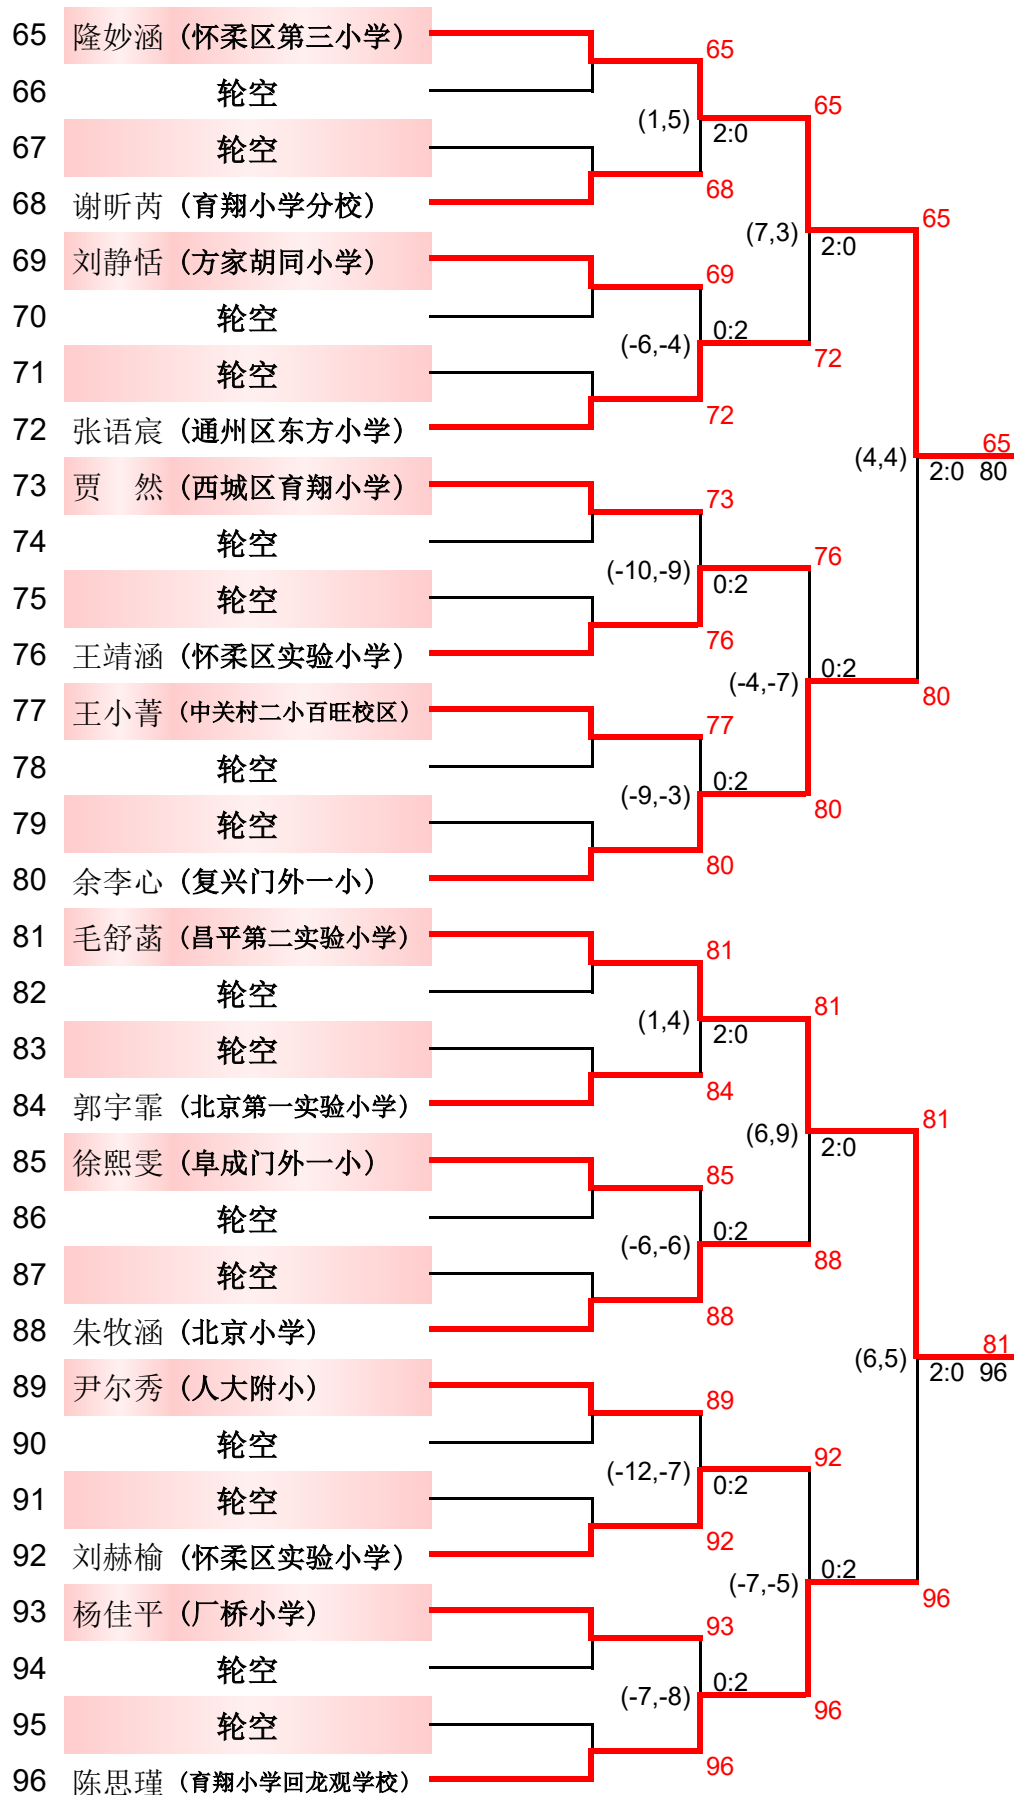 65 隆妙涵（怀柔区第三小学）
65
66 轮空
65
(1,5) 2:0
67 轮空
68
68 谢昕芮（育翔小学分校）
65
(7,3) 2:0
69 刘静恬（方家胡同小学）
69
70 轮空
0:2
(-6,-4)
72
71 轮空
72
72 张语宸（通州区东方小学）
65
(4,4) 2:0 80
73 贾 然（西城区育翔小学）
73
74 轮空
76
(-10,-9) 0:2
75 轮空
76
76 王靖涵（怀柔区实验小学）
0:2
(-4,-7)
80
77 王小菁（中关村二小百旺校区）
77
78 轮空
0:2
(-9,-3)
80
79 轮空
80
80 余李心（复兴门外一小）
81 毛舒菡（昌平第二实验小学）
81
82 轮空
81
(1,4) 2:0
83 轮空
84
84 郭宇霏（北京第一实验小学）
81
(6,9) 2:0
85 徐熙雯（阜成门外一小）
85
86 轮空
0:2
(-6,-6)
88
87 轮空
88
88 朱牧涵（北京小学）
81
(6,5) 2:0 96
89 尹尔秀（人大附小）
89
90 轮空
92
(-12,-7) 0:2
91 轮空
92
92 刘赫榆（怀柔区实验小学）
0:2
(-7,-5)
96
93 杨佳平（厂桥小学）
93
94 轮空
0:2
(-7,-8)
96
95 轮空
96
96 陈思瑾（育翔小学回龙观学校）